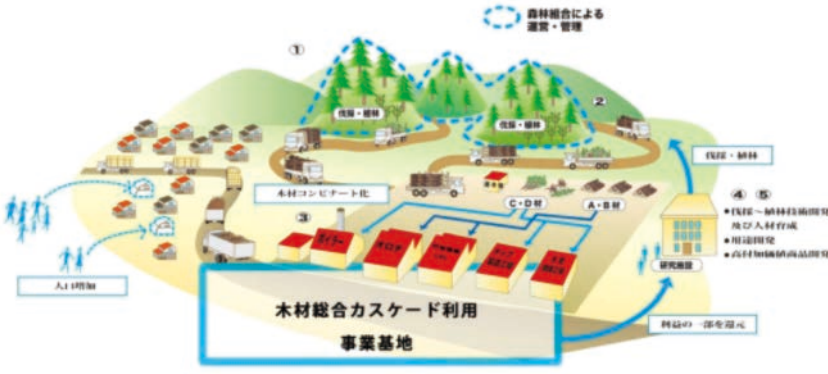 森林組合による
運営・管理
①
伐採・植林
伐採・植林
②
伐採・植林
木材コンビナート化
C・D材
A・B材
④ ⑤
●伐採～植林技術開発
及び人材育成
●用途開発
●高付加価値商品開発
③
ボイラー
研究施設
人口増加
木材総合カスケード利用
事業基地
利益の一部を還元